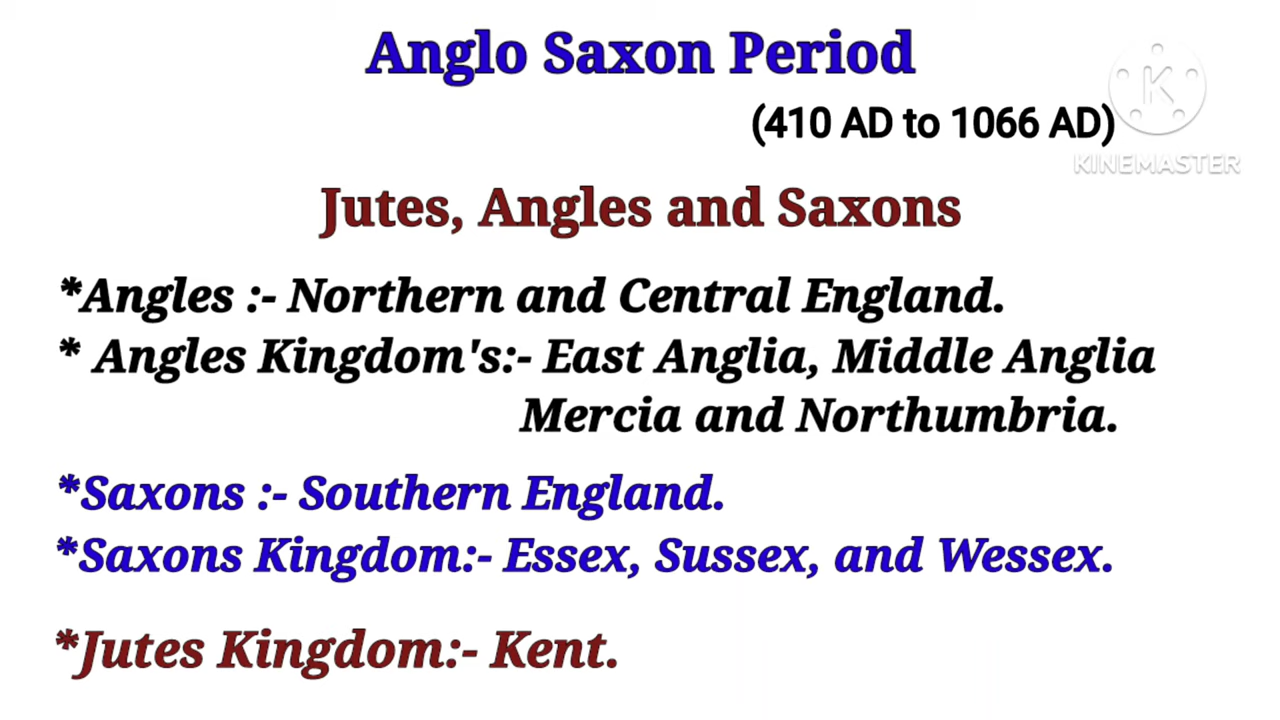 Anglo Saxon Period
(410 AD to 1066 AD)
K
KINEMASTER
Jutes, Angles and Saxons
*Angles :- Northern and Central England.
* Angles Kingdom's:- East Anglia, Middle Anglia
Mercia and Northumbria.
*Saxons :- Southern England.
*Saxons Kingdom:- Essex, Sussex, and Wessex.
*Jutes Kingdom:- Kent.